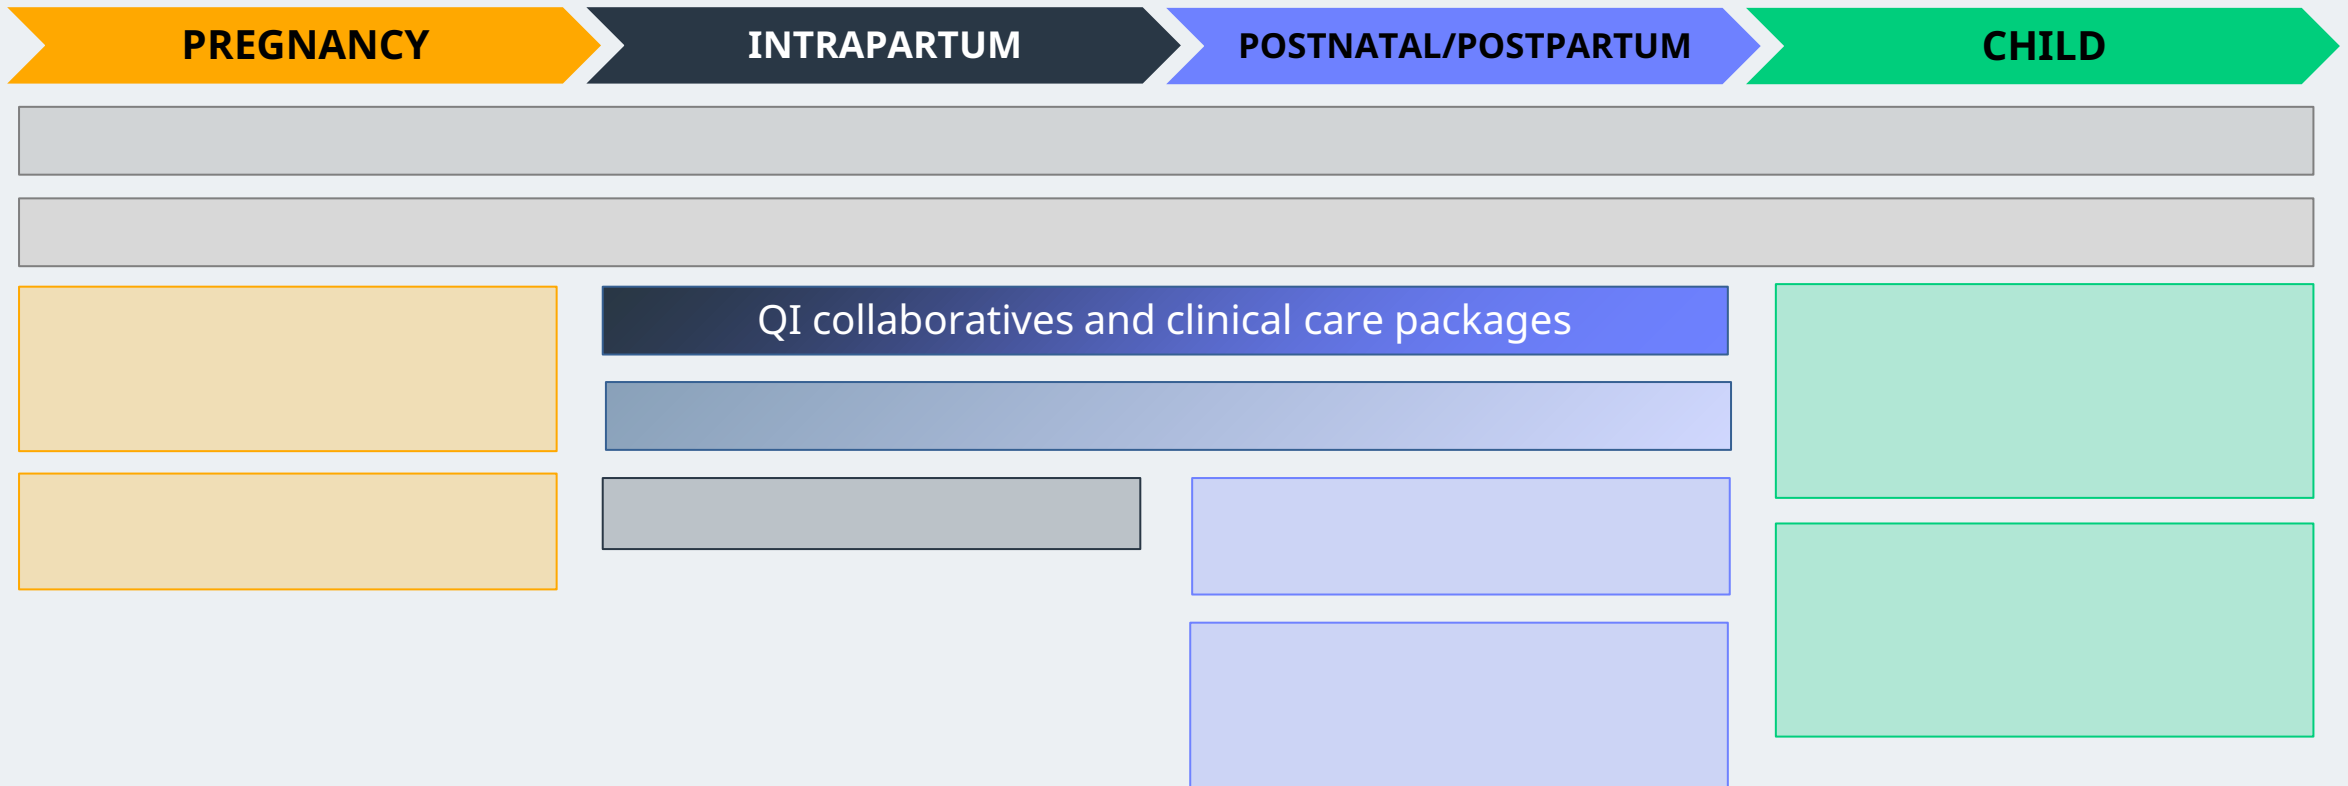 PREGNANCY
INTRAPARTUM
POSTNATAL/POSTPARTUM
CHILD
QI collaboratives and clinical care packages